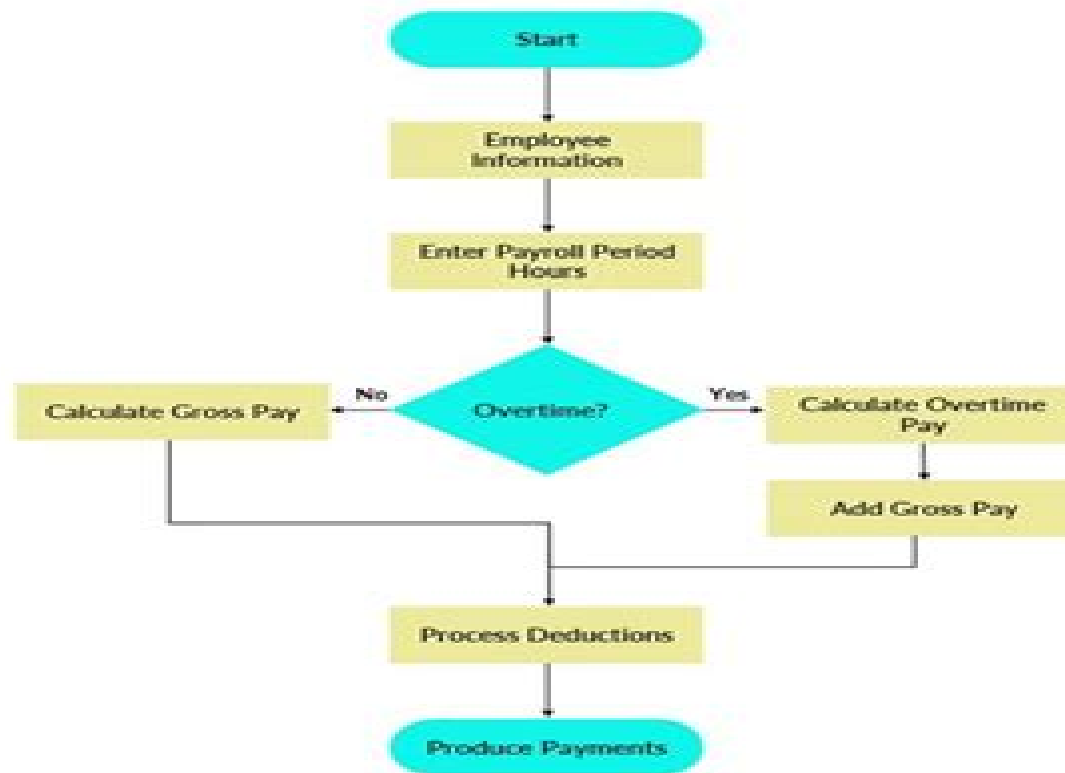 Start
Employee
Information
Enter Payroll Period
Hours
Overtime?
No
Yes
Calculate Gross Pay
Calculate Overtime
Pay
Add Gross Pay
Process Deductions
Produce Payments